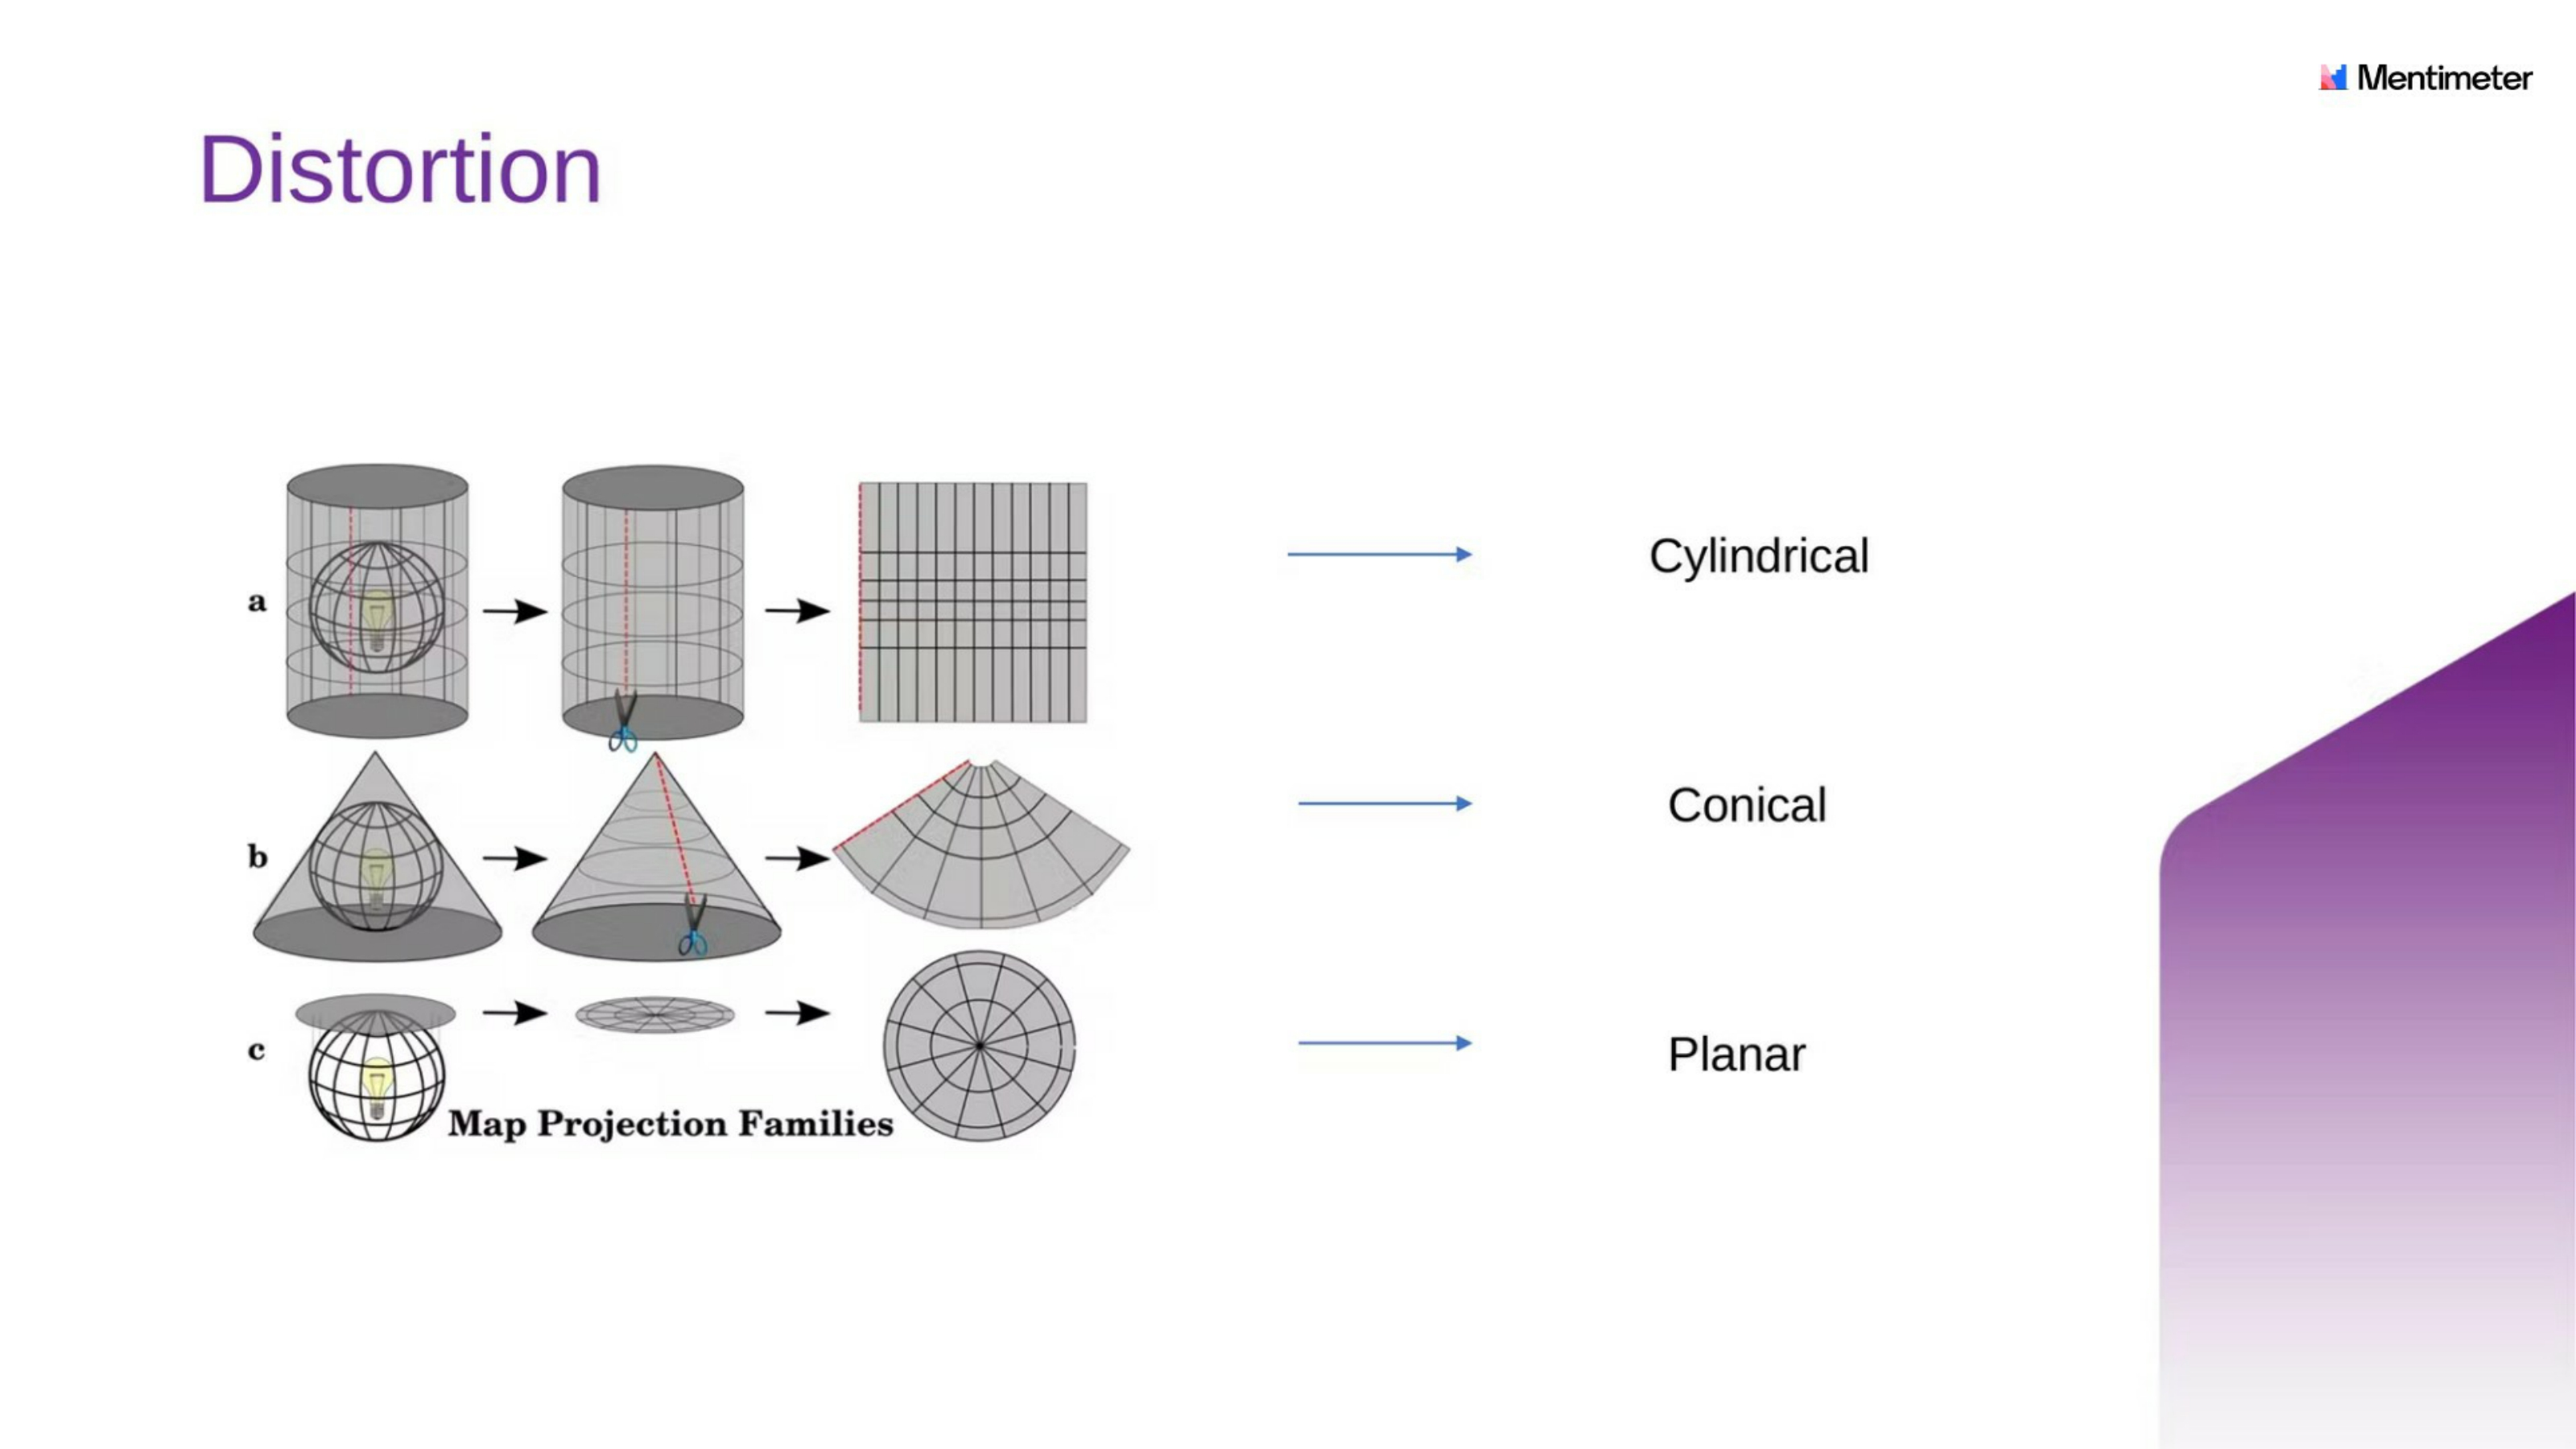 Mentimeter
Distortion
a
Cylindrical
b
Conical
c
Planar
Map Projection Families